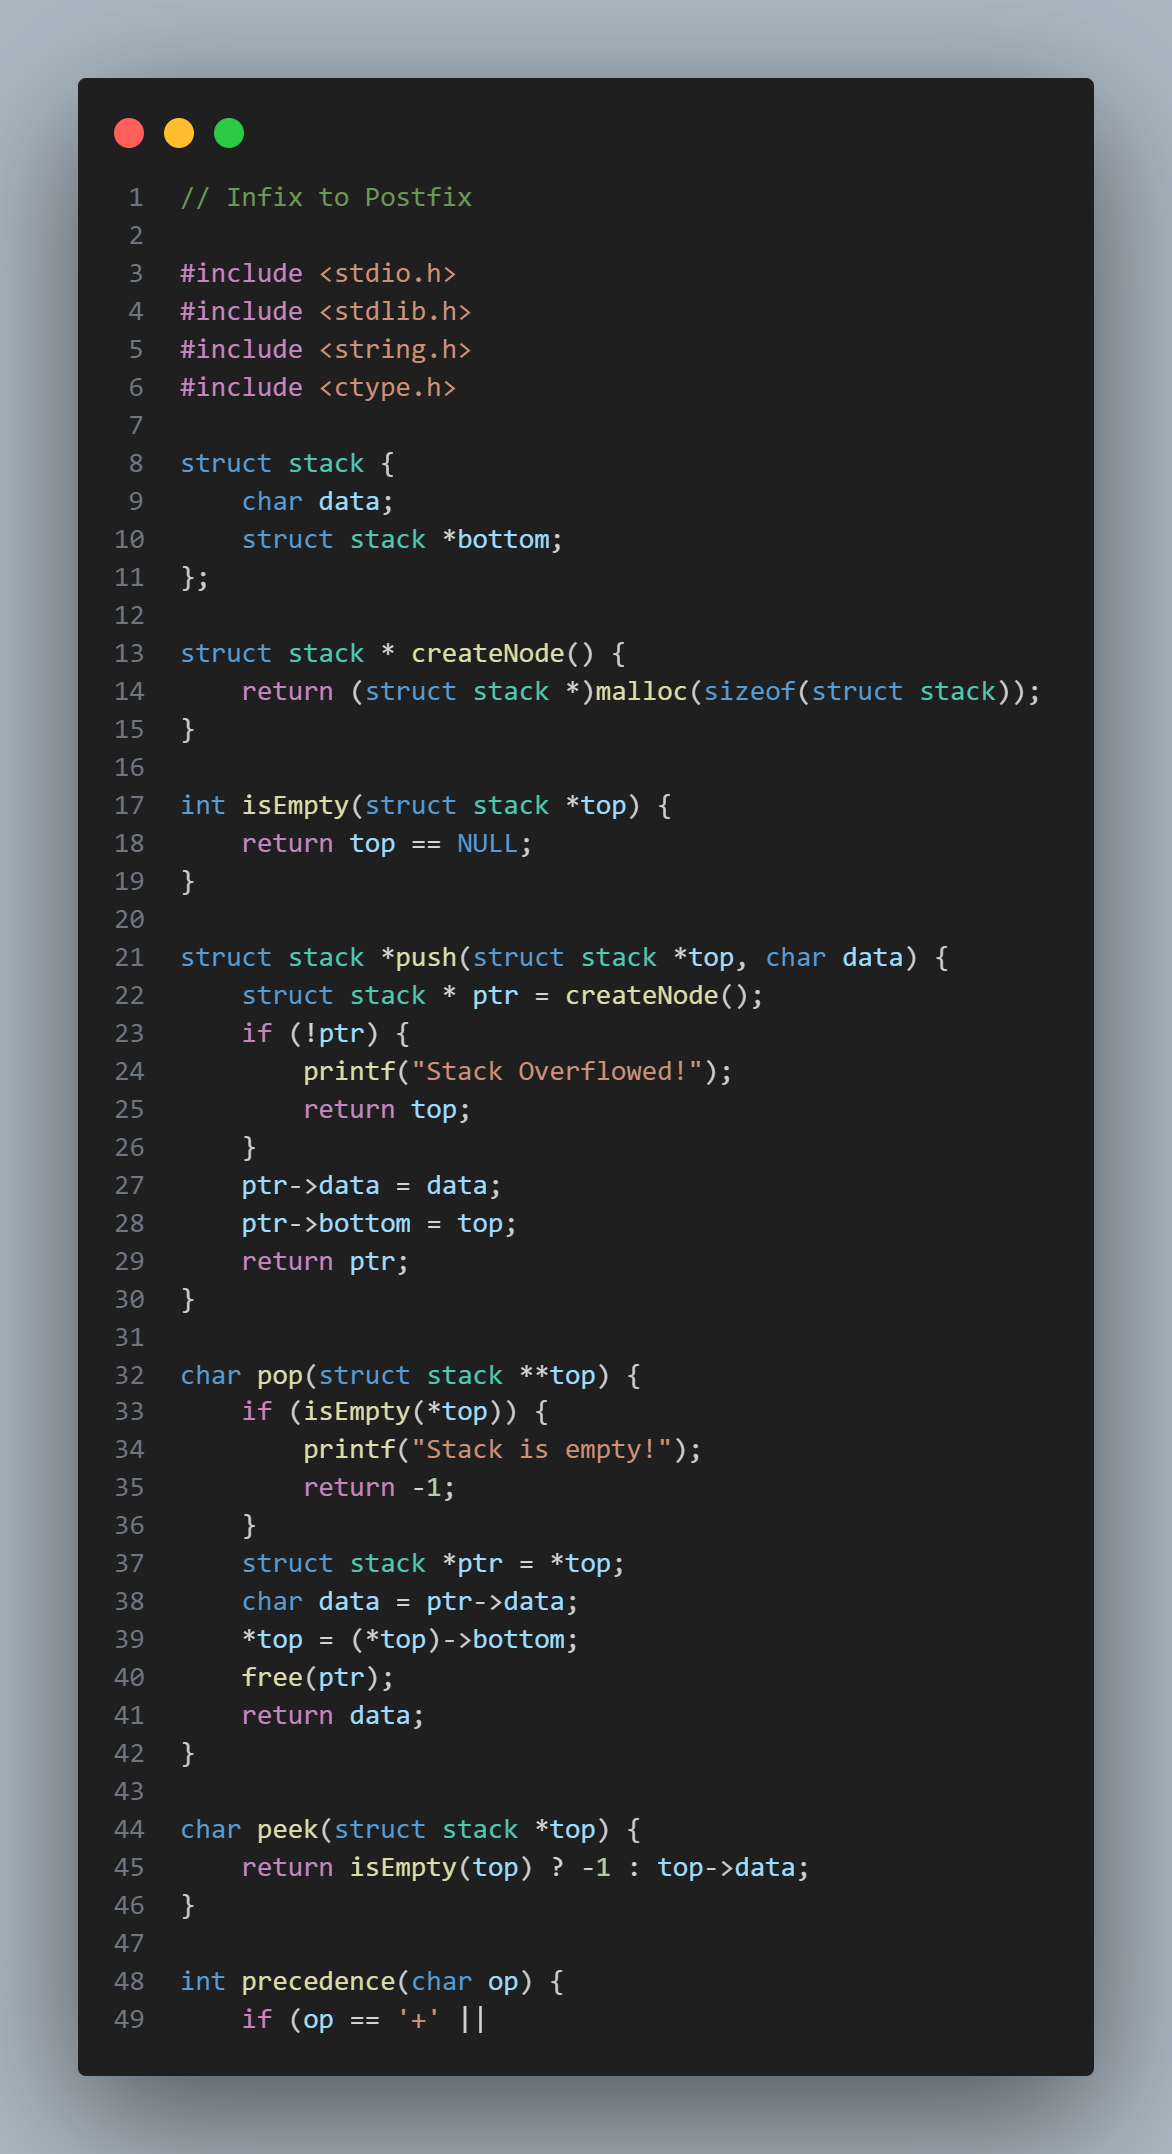 1 // Infix to Postfix
2
3 #include <stdio.h>
4 #include <stdlib.h>
5 #include <string.h>
6 #include <ctype.h>
7
8 struct stack {
9     char data;
10     struct stack *bottom;
11 };
12
13 struct stack * createNode() {
14     return (struct stack *)malloc(sizeof(struct stack));
15 }
16
17 int isEmpty(struct stack *top) {
18     return top == NULL;
19 }
20
21 struct stack *push(struct stack *top, char data) {
22     struct stack * ptr = createNode();
23     if (!ptr) {
24         printf("Stack Overflowed!");
25         return top;
26     }
27     ptr->data = data;
28     ptr->bottom = top;
29     return ptr;
30 }
31
32 char pop(struct stack **top) {
33     if (isEmpty(*top)) {
34         printf("Stack is empty!");
35         return -1;
36     }
37     struct stack *ptr = *top;
38     char data = ptr->data;
39     *top = (*top)->bottom;
40     free(ptr);
41     return data;
42 }
43
44 char peek(struct stack *top) {
45     return isEmpty(top) ? -1 : top->data;
46 }
47
48 int precedence(char op) {
49     if (op == '+' ||